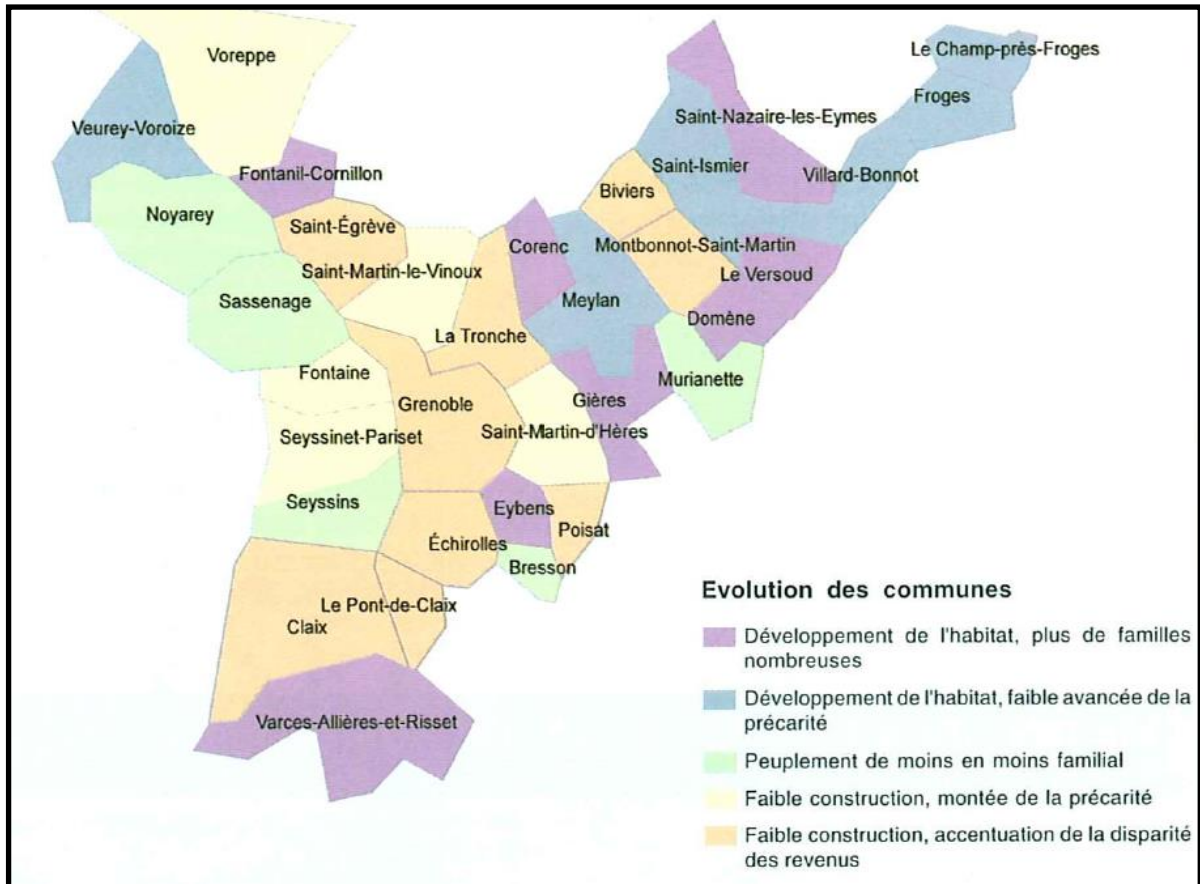 Voreppe
Le Champ-près-Froges
Froges
Veurey-Voroize
Saint-Nazaire-les-Eymes
Saint-Ismier
Villard-Bonnot
Fontanil-Cornillon
Biviers
Noyarey
Saint-Égrève
Corenc
Montbonnot-Saint-Martin
Saint-Martin-le-Vinoux
Le Versoud
Sassenage
Meylan
Domène
La Tronche
Fontaine
Murianette
Grenoble
Gières
Seyssinet-Pariset
Saint-Martin-d'Hères
Seyssins
Eybens
Poisat
Échirolles
Bresson
Le Pont-de-Claix
Claix
Varces-Allières-et-Risset
Evolution des communes
Développement de l'habitat, plus de familles
nombreuses
Développement de l'habitat, faible avancée de la
précarité
Peuplement de moins en moins familial
Faible construction, montée de la précarité
Faible construction, accentuation de la disparité
des revenus